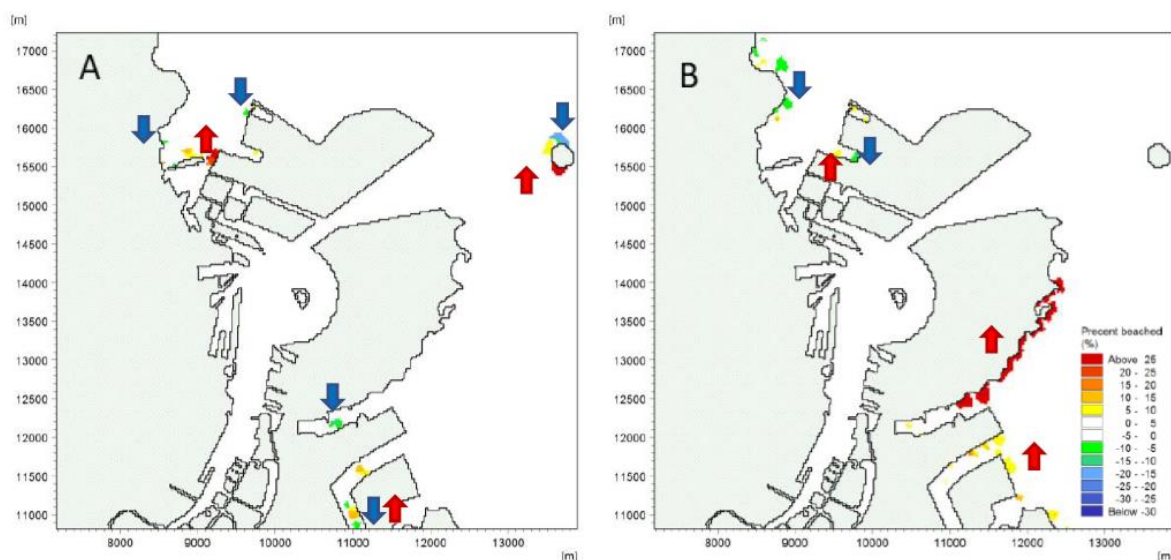 [m]
[m]
17000
16500
16000
15500
15000
14500
14000
13500
13000
12500
12000
11500
11000
A
8000
9000
10000
11000
12000
13000
[m]
17000
16500
16000
15500
15000
14500
14000
13500
13000
12500
12000
11500
11000
B
Precent beached
(%)
Above 25
20 - 25
15 - 20
10 - 15
5 - 10
0 - 5
-5 - 0
-10 - -5
-15 - -10
-20 - -15
-25 - -20
-30 - -25
Below -30
8000
9000
10000
11000
12000
13000
[m]